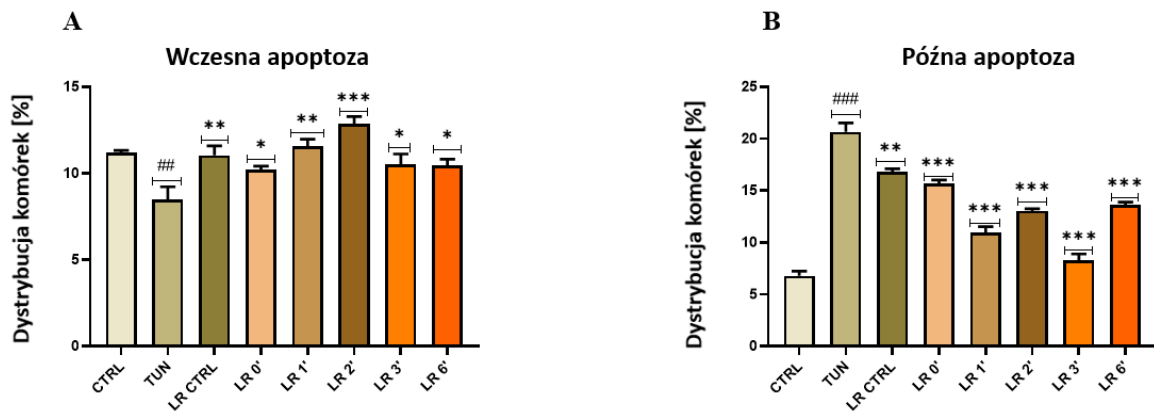 A
Wczesna apoptoza
Dystrybucja komórek [%]
15
10
5
0
##
**
*
**
***
*
*
CTRL
TUN
LR CTRL
LR 0'
LR 1'
LR 2'
LR 3'
LR 6'
B
Późna apoptoza
Dystrybucja komórek [%]
25
20
15
10
5
0
###
**
***
***
***
***
***
CTRL
TUN
LR CTRL
LR 0'
LR 1'
LR 2'
LR 3'
LR 6'